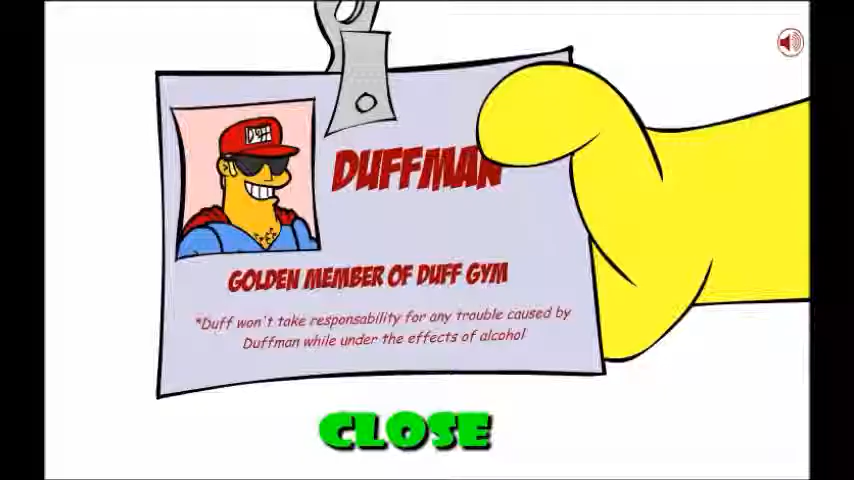 DUFF
DUFFMAN
GOLDEN MEMBER OF DUFF GYM
*Duff won't take responsability for any trouble caused by
Duffman while under the effects of alcohol
CLOSE